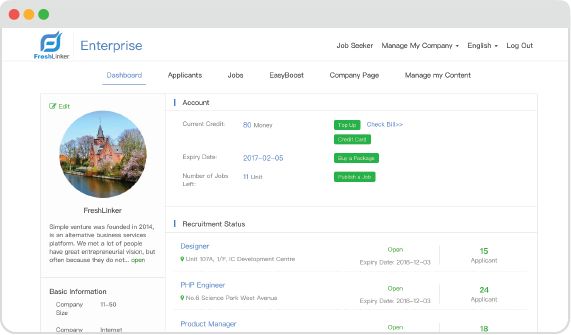 FreshLinker
Enterprise
Job Seeker Manage My Company English Log Out
Dashboard Applicants Jobs EasyBoost Company Page Manage my Content
Edit
FreshLinker
Simple venture was founded in 2014,
is an alternative business services
platform. We met a lot of people
have great entrepreneurial vision, but
often because they do not... open
Basic Information
Company Size 11-50
Company Internet
Account
Current Credit: 80 Money Top Up Check Bill>>
Credit Card
Expiry Date: 2017-02-05 Buy a Package
Number of Jobs Left: 11 Unit Publish a Job
Recruitment Status
Designer Open 15
Unit 107A, 1/F, IC Development Centre Expiry Date: 2016-12-03 Applicant
PHP Engineer Open 24
No.6 Science Park West Avenue Expiry Date: 2016-12-03 Applicant
Product Manager Open 18